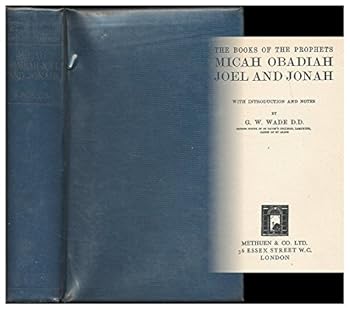 THE BOOKS OF THE PROPHETS
MICAH OBADIAH
JOEL AND JONAH
WITH INTRODUCTION AND NOTES
BY
G. W. WADE D.D.
METHUEN & CO. LTD.
36 ESSEX STREET W.C.
LONDON